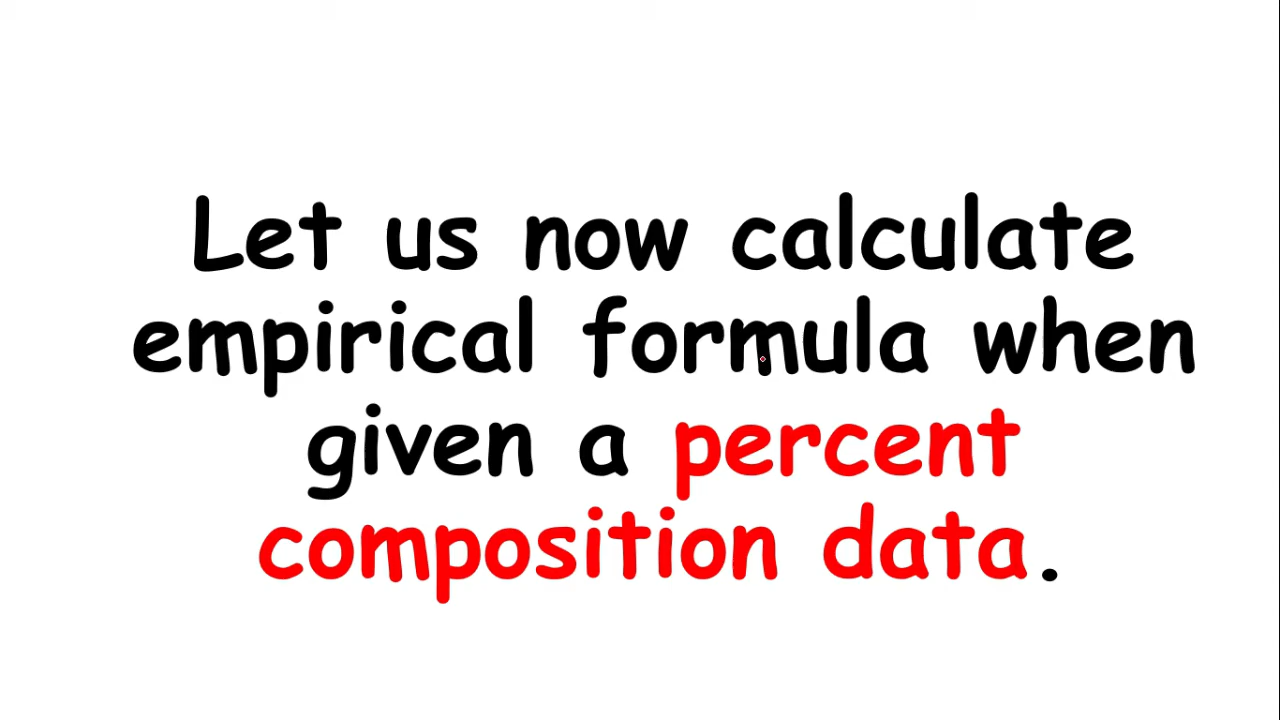 Let us now calculate
empirical formula when
given a percent
composition data.